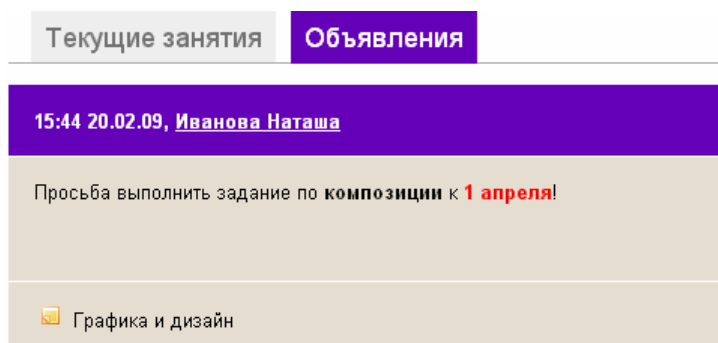 Текущие занятия Объявления
15:44 20.02.09, Иванова Наташа
Просьба выполнить задание по композиции к 1 апреля!
Графика и дизайн